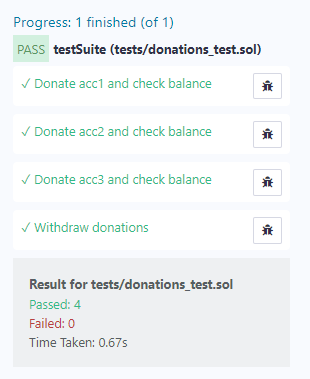 Progress: 1 finished (of 1)
PASS testSuite (tests/donations_test.sol)
✓ Donate acc1 and check balance
✓ Donate acc2 and check balance
✓ Donate acc3 and check balance
✓ Withdraw donations
Result for tests/donations_test.sol
Passed: 4
Failed: 0
Time Taken: 0.67s